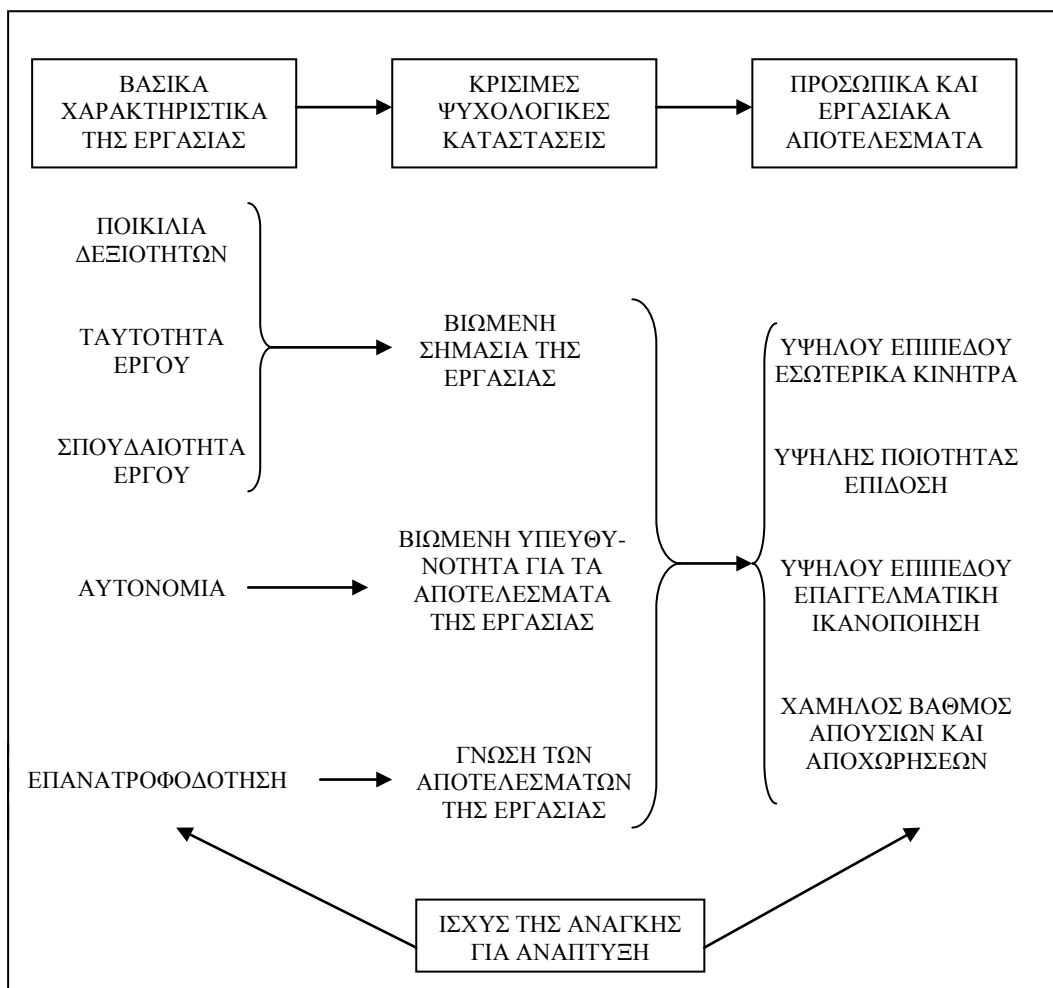 ΒΑΣΙΚΑ
ΧΑΡΑΚΤΗΡΙΣΤΙΚΑ
ΤΗΣ ΕΡΓΑΣΙΑΣ
ΚΡΙΣΙΜΕΣ
ΨΥΧΟΛΟΓΙΚΕΣ
ΚΑΤΑΣΤΑΣΕΙΣ
ΠΡΟΣΩΠΙΚΑ ΚΑΙ
ΕΡΓΑΣΙΑΚΑ
ΑΠΟΤΕΛΕΣΜΑΤΑ
ΠΟΙΚΙΛΙΑ
ΔΕΞΙΟΤΗΤΩΝ
ΤΑΥΤΟΤΗΤΑ
ΕΡΓΟΥ
ΣΠΟΥΔΑΙΟΤΗΤΑ
ΕΡΓΟΥ
ΑΥΤΟΝΟΜΙΑ
ΕΠΑΝΑΤΡΟΦΟΔΟΤΗΣΗ
ΒΙΩΜΕΝΗ
ΣΗΜΑΣΙΑ ΤΗΣ
ΕΡΓΑΣΙΑΣ
ΒΙΩΜΕΝΗ ΥΠΕΥΘΥ-
ΝΟΤΗΤΑ ΓΙΑ ΤΑ
ΑΠΟΤΕΛΕΣΜΑΤΑ
ΤΗΣ ΕΡΓΑΣΙΑΣ
ΓΝΩΣΗ ΤΩΝ
ΑΠΟΤΕΛΕΣΜΑΤΩΝ
ΤΗΣ ΕΡΓΑΣΙΑΣ
ΥΨΗΛΟΥ ΕΠΙΠΕΔΟΥ
ΕΣΩΤΕΡΙΚΑ ΚΙΝΗΤΡΑ
ΥΨΗΛΗΣ ΠΟΙΟΤΗΤΑΣ
ΕΠΙΔΟΣΗ
ΥΨΗΛΟΥ ΕΠΙΠΕΔΟΥ
ΕΠΑΓΓΕΛΜΑΤΙΚΗ
ΙΚΑΝΟΠΟΙΗΣΗ
ΧΑΜΗΛΟΣ ΒΑΘΜΟΣ
ΑΠΟΥΣΙΩΝ ΚΑΙ
ΑΠΟΧΩΡΗΣΕΩΝ
ΙΣΧΥΣ ΤΗΣ ΑΝΑΓΚΗΣ
ΓΙΑ ΑΝΑΠΤΥΞΗ